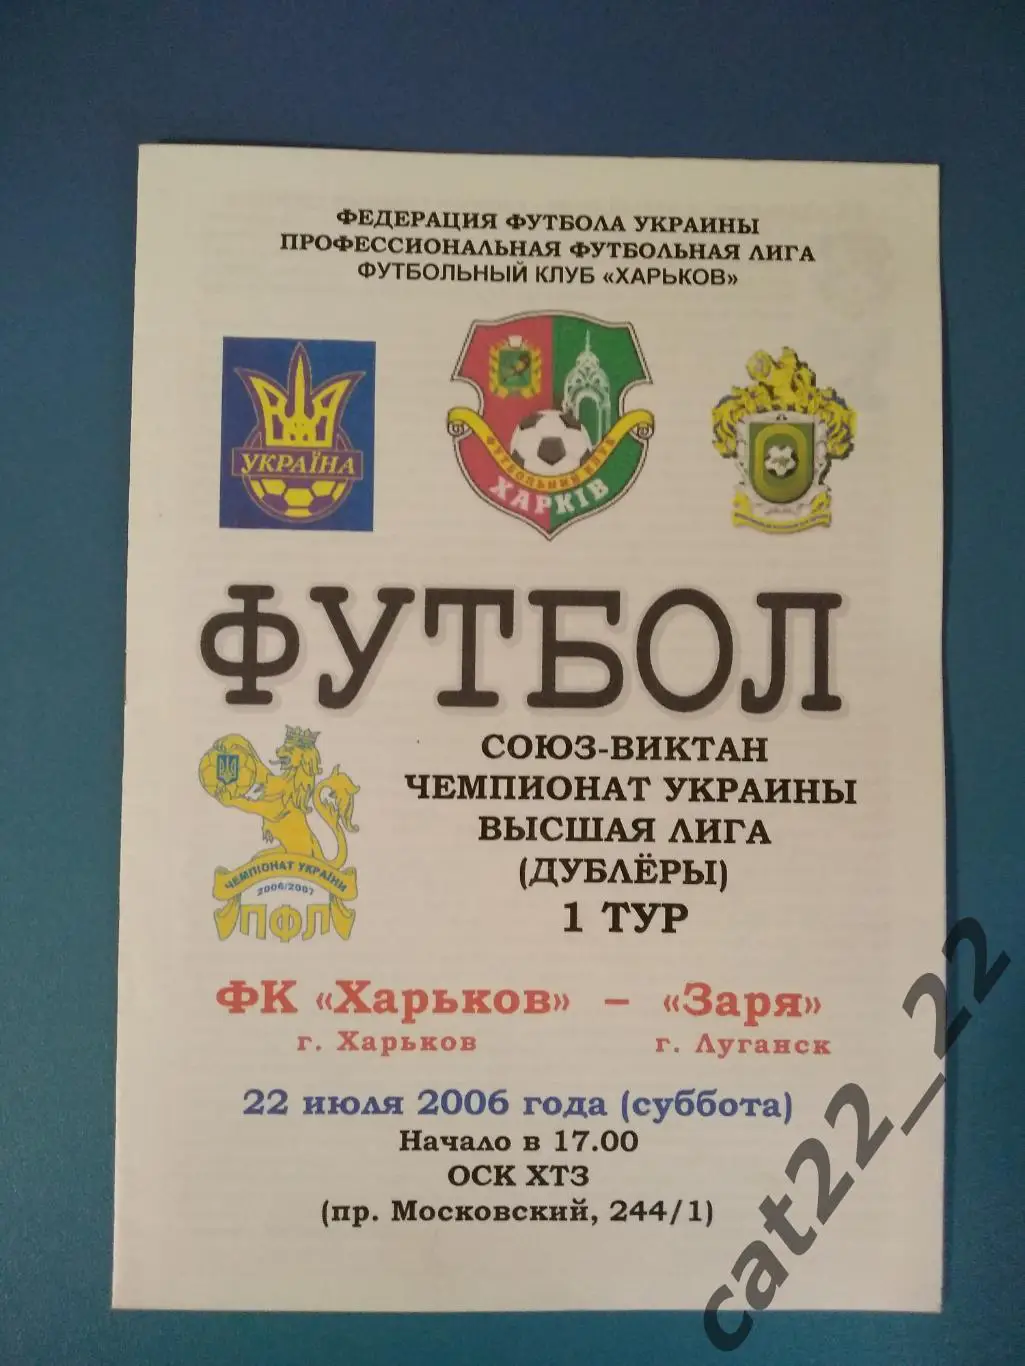 ФЕДЕРАЦИЯ ФУТБОЛА УКРАИНЫ
ПРОФЕССИОНАЛЬНАЯ ФУТБОЛЬНАЯ ЛИГА
ФУТБОЛЬНЫЙ КЛУБ «ХАРЬКОВ»
УКРАЇНА
ФУТБОЛЬНИЙ КЛУБ
ХАРКІВ
ФУТБОЛ
СОЮЗ-ВИКТАН
ЧЕМПИОНАТ УКРАИНЫ
ВЫСШАЯ ЛИГА
(ДУБЛЁРЫ)
1 ТУР
ЧЕМПІОНАТ УКРАЇНИ
2006/2007
ПФЛ
ФК «Харьков» – «Заря»
г. Харьков г. Луганск
22 июля 2006 года (суббота)
Начало в 17.00
ОСК ХТЗ
(пр. Московский, 244/1)
cat22_22